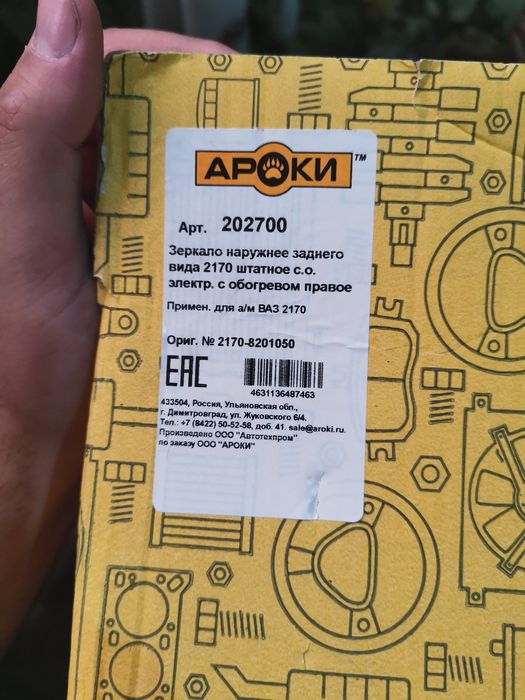 АРОКИ™
Арт. 202700
Зеркало наружнее заднего
вида 2170 штатное с.о.
электр. с обогревом правое
Примен. для а/м ВАЗ 2170
Ориг. № 2170-8201050
EAC
4631136487463
433504, Россия, Ульяновская обл.,
г. Димитровград, ул. Жуковского 6/4.
Тел.: +7 (8422) 50-52-58, доб. 41. sale@aroki.ru.
Произведено ООО "Автотехпром"
по заказу ООО "АРОКИ"